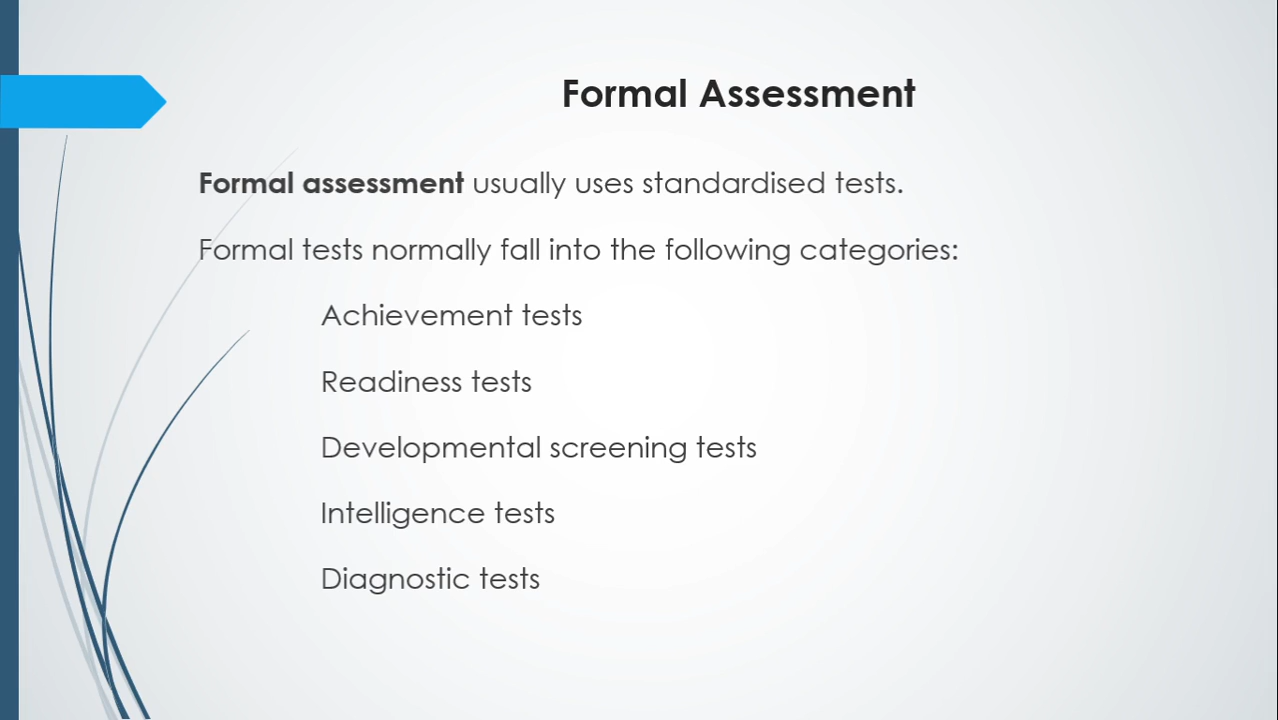 Formal Assessment
Formal assessment usually uses standardised tests.
Formal tests normally fall into the following categories:
Achievement tests
Readiness tests
Developmental screening tests
Intelligence tests
Diagnostic tests